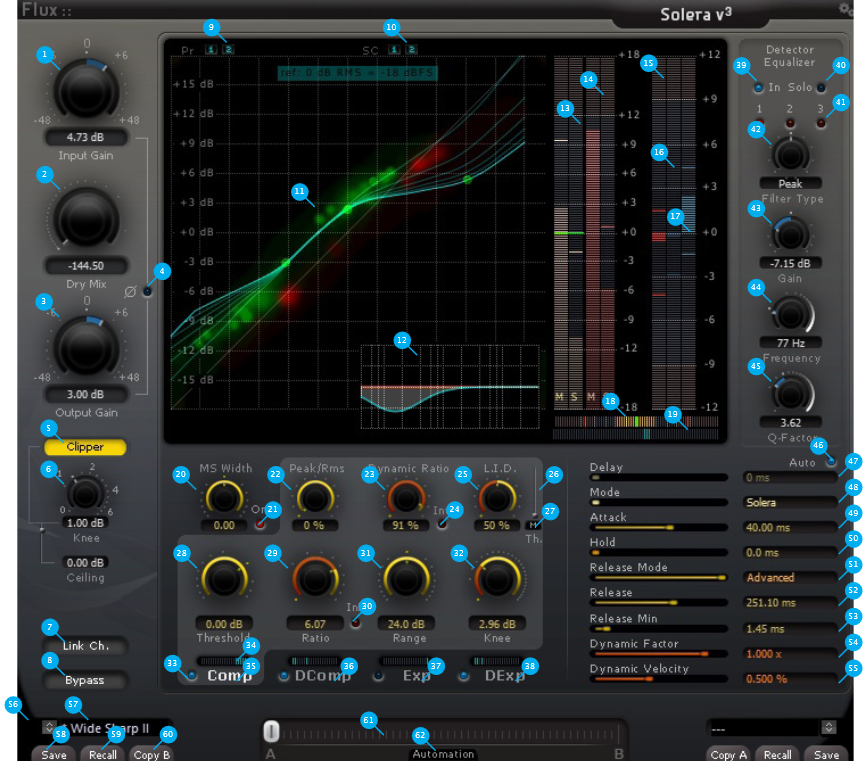 Flux ::
Solera v3
9
10
Pr 1 2
SC 1 2
ref: 0 dB RMS = -18 dBFS
+15 dB
+12 dB
+9 dB
+6 dB
+3 dB
+0 dB
-3 dB
-6 dB
-9 dB
-12 dB
-15 dB
11
12
1
0
+6
-48
+48
4.73 dB
Input Gain
2
-144.50
Dry Mix
4
Ø
3
-6
0
+6
-48
+48
3.00 dB
Output Gain
5
Clipper
6
1
2
4
6
0
1.00 dB
Knee
0.00 dB
Ceiling
7
Link Ch.
8
Bypass
13
14
+18
+12
+9
+6
+3
+0
-3
-6
-9
-12
-18
M S M
15
16
17
+12
+9
+6
+3
+0
-3
-6
-9
-12
18
19
Detector
Equalizer
39
In Solo
40
1 2 3
41
42
Peak
Filter Type
43
-7.15 dB
Gain
44
77 Hz
Frequency
45
3.62
Q-Factor
46
20
MS Width
0.00
On
21
22
Peak/Rms
0 %
23
Dynamic Ratio
91 %
In
24
25
L.I.D.
50 %
26
27
M
Th.
28
0.00 dB
Threshold
29
6.07
Ratio
In
30
31
24.0 dB
Range
32
2.96 dB
Knee
33
34
35
Comp
36
DComp
37
Exp
38
DExp
Auto
47
Delay
0 ms
48
Mode
Solera
49
Attack
40.00 ms
50
Hold
0.0 ms
51
Release Mode
Advanced
52
Release
251.10 ms
53
Release Min
1.45 ms
54
Dynamic Factor
1.000 x
55
Dynamic Velocity
0.500 %
56
57
Wide Sharp II
58
59
60
Save
Recall
Copy B
61
62
A
Automation
B
---
Copy A
Recall
Save